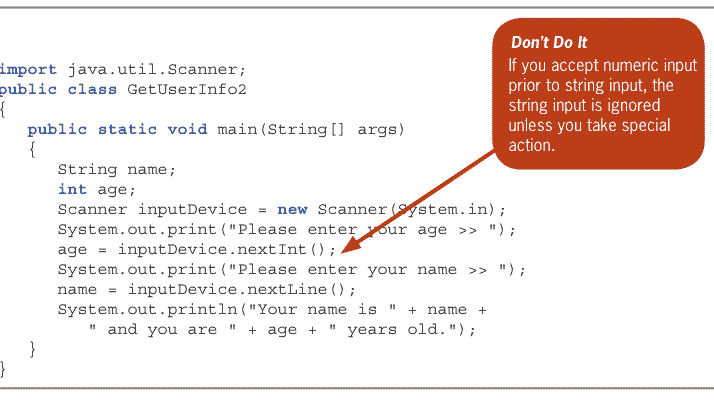 import java.util.Scanner;
public class GetUserInfo2
{
   public static void main(String[] args)
   {
      String name;
      int age;
      Scanner inputDevice = new Scanner(System.in);
      System.out.print("Please enter your age >> ");
      age = inputDevice.nextInt();
      System.out.print("Please enter your name >> ");
      name = inputDevice.nextLine();
      System.out.println("Your name is " + name +
         " and you are " + age + " years old.");
   }
}
Don't Do It
If you accept numeric input
prior to string input, the
string input is ignored
unless you take special
action.